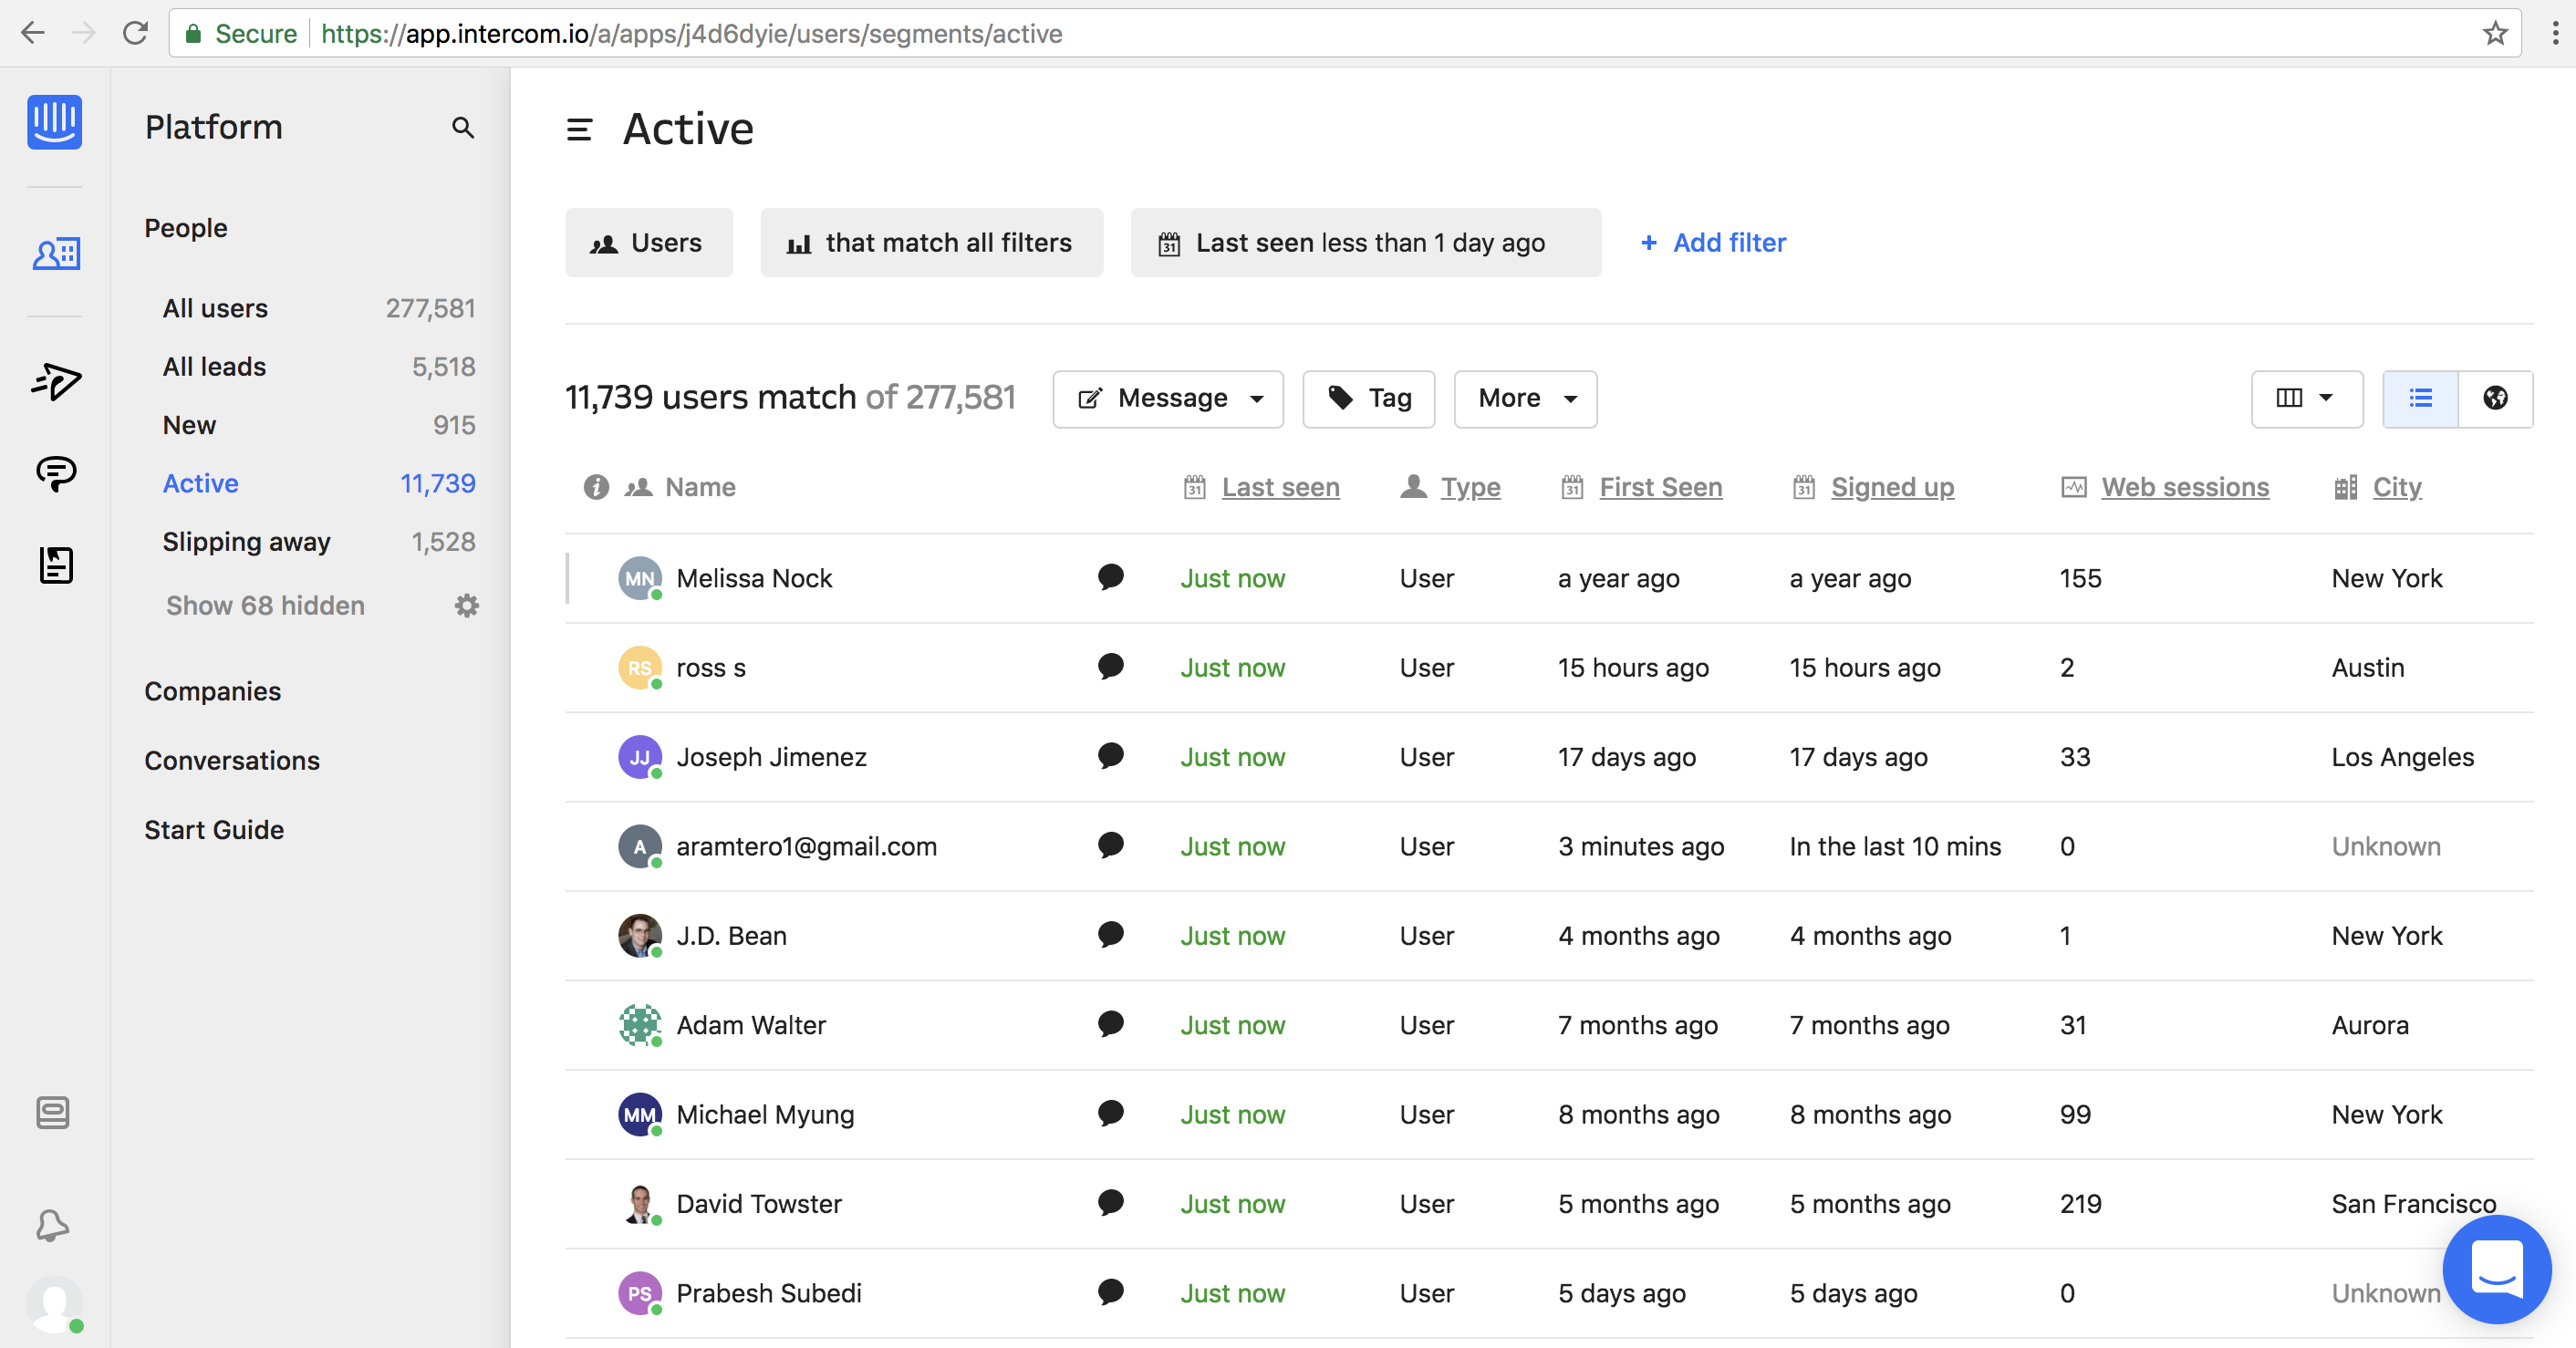 Secure https://app.intercom.io/a/apps/j4d6dyie/users/segments/active
Platform
People
All users 277,581
All leads 5,518
New 915
Active 11,739
Slipping away 1,528
Show 68 hidden
Companies
Conversations
Start Guide
Active
Users that match all filters 31 Last seen less than 1 day ago + Add filter
11,739 users match of 277,581 Message Tag More
Name 31 Last seen Type 31 First Seen 31 Signed up Web sessions City
MN Melissa Nock Just now User a year ago a year ago 155 New York
RS ross s Just now User 15 hours ago 15 hours ago 2 Austin
JJ Joseph Jimenez Just now User 17 days ago 17 days ago 33 Los Angeles
A aramtero1@gmail.com Just now User 3 minutes ago In the last 10 mins 0 Unknown
J.D. Bean Just now User 4 months ago 4 months ago 1 New York
Adam Walter Just now User 7 months ago 7 months ago 31 Aurora
MM Michael Myung Just now User 8 months ago 8 months ago 99 New York
David Towster Just now User 5 months ago 5 months ago 219 San Francisco
PS Prabesh Subedi Just now User 5 days ago 5 days ago 0 Unknown